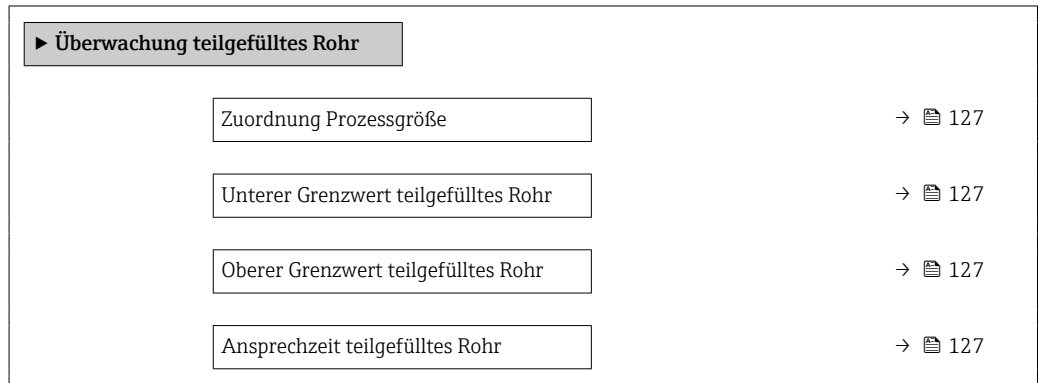 ▶ Überwachung teilgefülltes Rohr
Zuordnung Prozessgröße → 127
Unterer Grenzwert teilgefülltes Rohr → 127
Oberer Grenzwert teilgefülltes Rohr → 127
Ansprechzeit teilgefülltes Rohr → 127